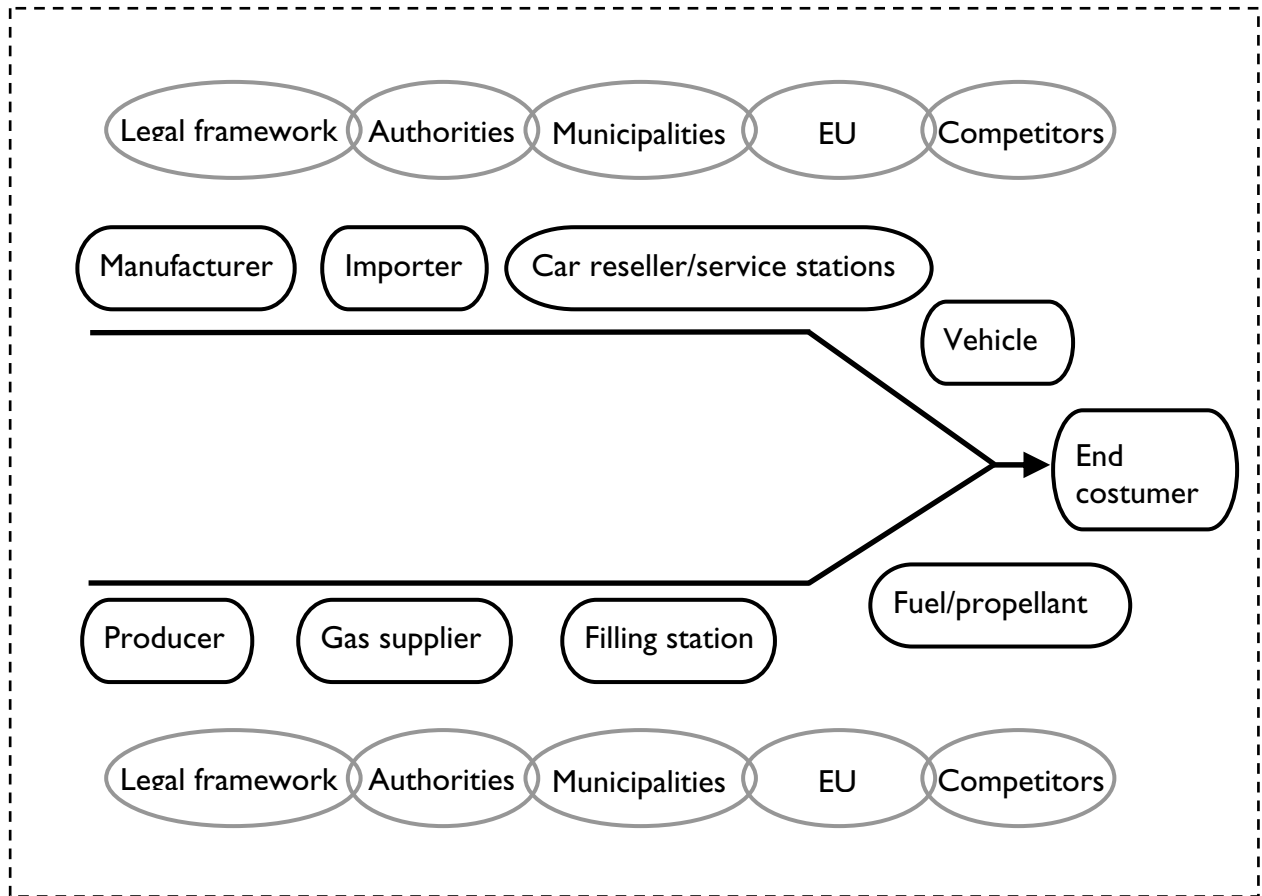 Legal framework Authorities Municipalities EU Competitors
Manufacturer Importer Car reseller/service stations
Vehicle
End
costumer
Fuel/propellant
Producer Gas supplier Filling station
Legal framework Authorities Municipalities EU Competitors